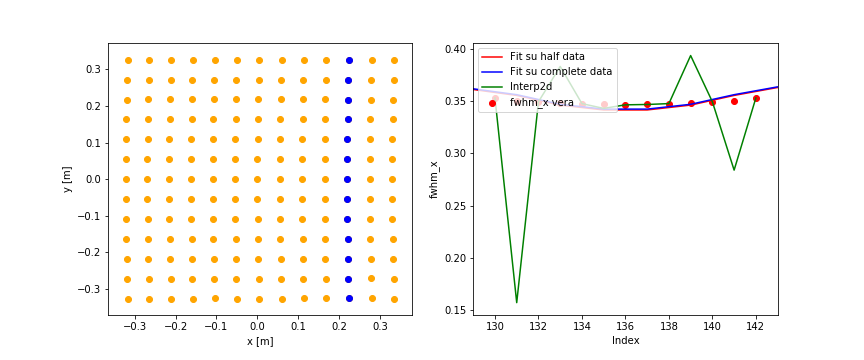 0.3
0.2
0.1
0.0
−0.1
−0.2
−0.3
y [m]
−0.3 −0.2 −0.1 0.0 0.1 0.2 0.3
x [m]
0.40
0.35
0.30
0.25
0.20
0.15
fwhm_x
Fit su half data
Fit su complete data
Interp2d
fwhm_x vera
130 132 134 136 138 140 142
Index